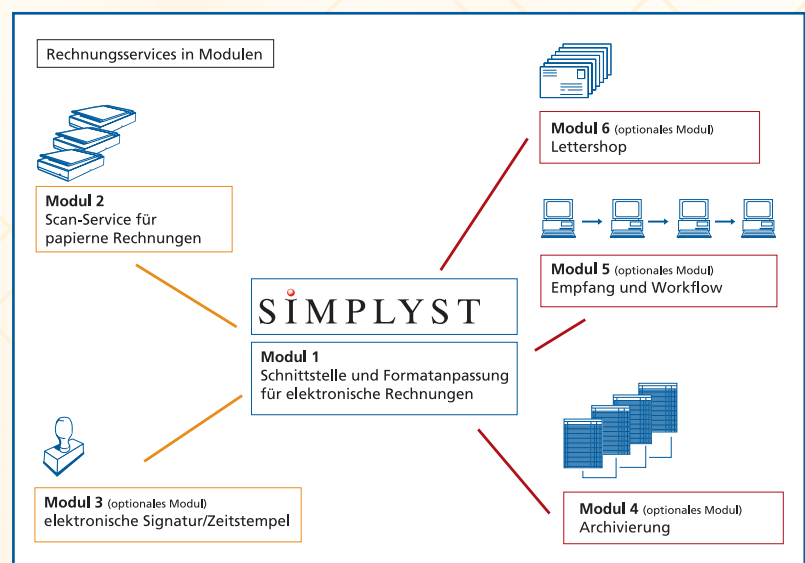 Rechnungsservices in Modulen
Modul 2
Scan-Service für
papierne Rechnungen
Modul 3 (optionales Modul)
elektronische Signatur/Zeitstempel
SIMPLYST
Modul 1
Schnittstelle und Formatanpassung
für elektronische Rechnungen
Modul 6 (optionales Modul)
Lettershop
Modul 5 (optionales Modul)
Empfang und Workflow
Modul 4 (optionales Modul)
Archivierung